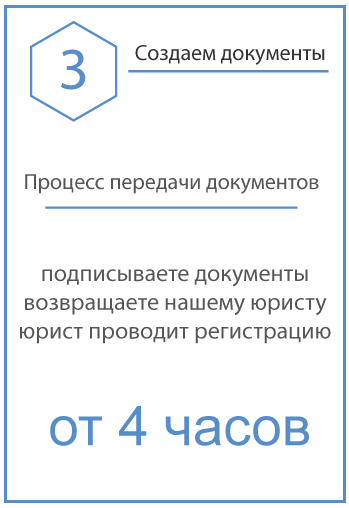 3
Создаем документы
Процесс передачи документов
подписываете документы
возвращаете нашему юристу
юрист проводит регистрацию
от 4 часов